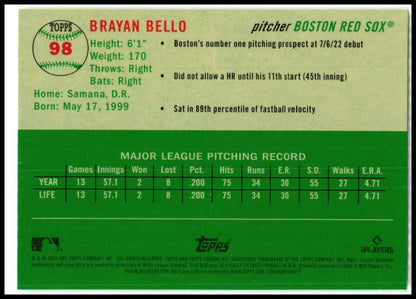 TOPPS
98
BRAYAN BELLO
pitcher BOSTON RED SOX®
Height: 6'1"
Weight: 170
Throws: Right
Bats: Right
Home: Samana, D.R.
Born: May 17, 1999
• Boston's number one pitching prospect at 7/6/22 debut
• Did not allow a HR until his 11th start (45th inning)
• Sat in 89th percentile of fastball velocity
MAJOR LEAGUE PITCHING RECORD
Games Innings Won Lost Pct. Hits Runs E.R. S.O. Walks E.R.A.
YEAR 13 57.1 2 8 .200 75 34 30 55 27 4.71
LIFE 13 57.1 2 8 .200 75 34 30 55 27 4.71
Topps
PLAYERS